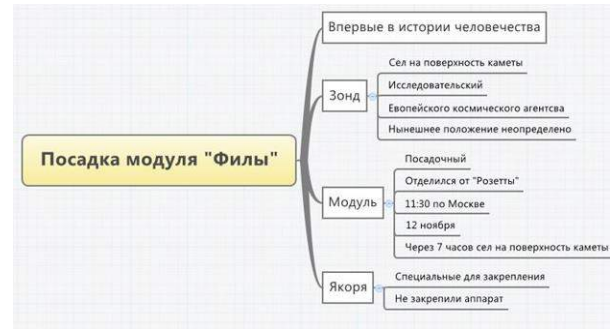 Впервые в истории человечества
Сел на поверхность каметы
Зонд
Исследовательский
Евопейского космического агентсва
Нынешнее положение неопределено
Посадка модуля "Филы"
Посадочный
Отделился от "Розетты"
Модуль
11:30 по Москве
12 ноября
Через 7 часов сел на поверхность каметы
Якоря
Специальные для закрепления
Не закрепили аппарат